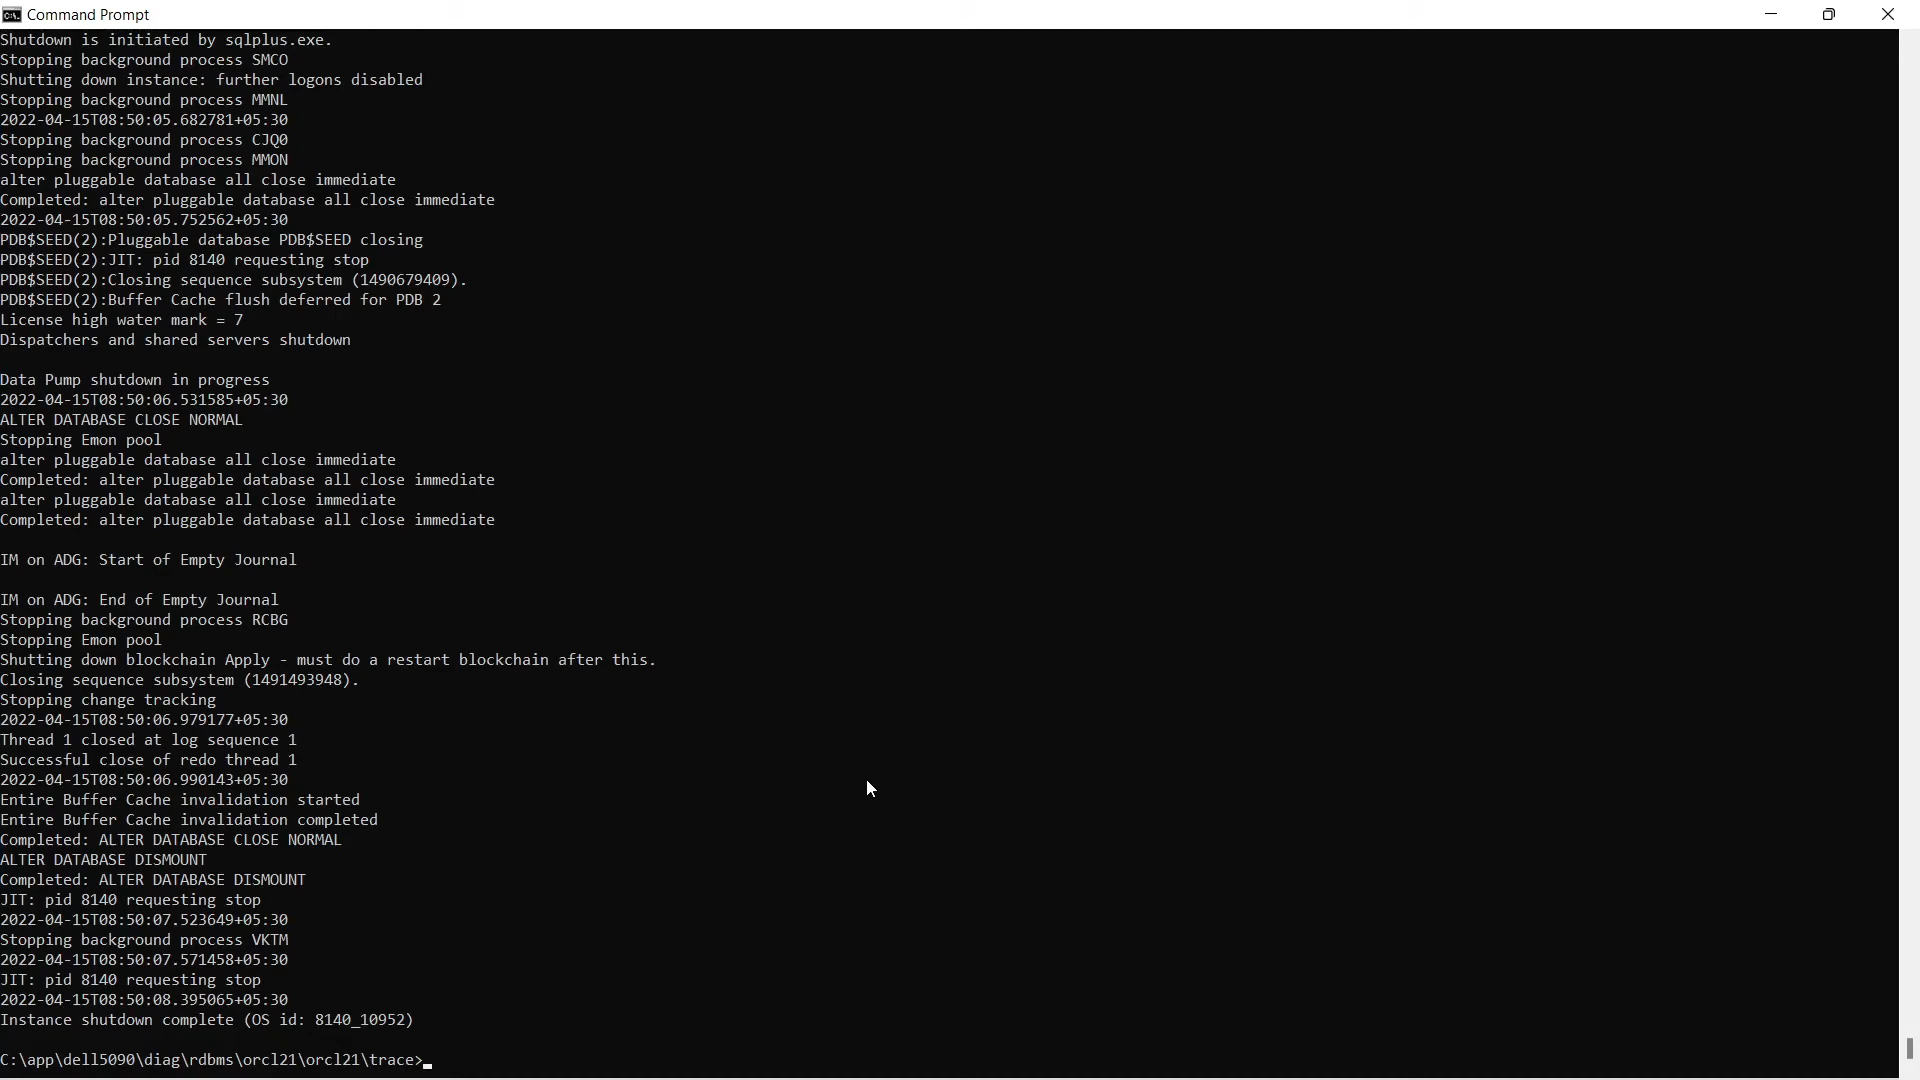 Command Prompt
Shutdown is initiated by sqlplus.exe.
Stopping background process SMCO
Shutting down instance: further logons disabled
Stopping background process MMNL
2022-04-15T08:50:05.682781+05:30
Stopping background process CJQ0
Stopping background process MMON
alter pluggable database all close immediate
Completed: alter pluggable database all close immediate
2022-04-15T08:50:05.752562+05:30
PDB$SEED(2):Pluggable database PDB$SEED closing
PDB$SEED(2):JIT: pid 8140 requesting stop
PDB$SEED(2):Closing sequence subsystem (1490679409).
PDB$SEED(2):Buffer Cache flush deferred for PDB 2
License high water mark = 7
Dispatchers and shared servers shutdown
Data Pump shutdown in progress
2022-04-15T08:50:06.531585+05:30
ALTER DATABASE CLOSE NORMAL
Stopping Emon pool
alter pluggable database all close immediate
Completed: alter pluggable database all close immediate
alter pluggable database all close immediate
Completed: alter pluggable database all close immediate
IM on ADG: Start of Empty Journal
IM on ADG: End of Empty Journal
Stopping background process RCBG
Stopping Emon pool
Shutting down blockchain Apply - must do a restart blockchain after this.
Closing sequence subsystem (1491493948).
Stopping change tracking
2022-04-15T08:50:06.979177+05:30
Thread 1 closed at log sequence 1
Successful close of redo thread 1
2022-04-15T08:50:06.990143+05:30
Entire Buffer Cache invalidation started
Entire Buffer Cache invalidation completed
Completed: ALTER DATABASE CLOSE NORMAL
ALTER DATABASE DISMOUNT
Completed: ALTER DATABASE DISMOUNT
JIT: pid 8140 requesting stop
2022-04-15T08:50:07.523649+05:30
Stopping background process VKTM
2022-04-15T08:50:07.571458+05:30
JIT: pid 8140 requesting stop
2022-04-15T08:50:08.395065+05:30
Instance shutdown complete (OS id: 8140_10952)
C:\app\dell5090\diag\rdbms\orcl21\orcl21\trace>